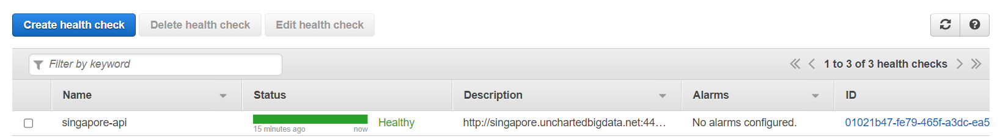 Create health check Delete health check Edit health check
Filter by keyword 1 to 3 of 3 health checks
Name Status Description Alarms ID
singapore-api Healthy http://singapore.unchartedbigdata.net:44… No alarms configured. 01021b47-fe79-465f-a3dc-ea5
15 minutes ago now